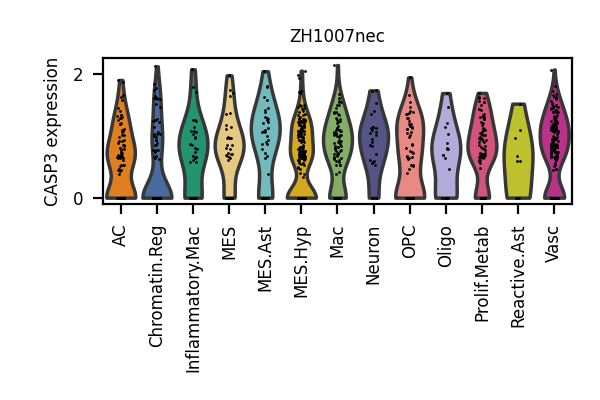 ZH1007nec
CASP3 expression
2
0
AC
Chromatin.Reg
Inflammatory.Mac
MES
MES.Ast
MES.Hyp
Mac
Neuron
OPC
Oligo
Prolif.Metab
Reactive.Ast
Vasc